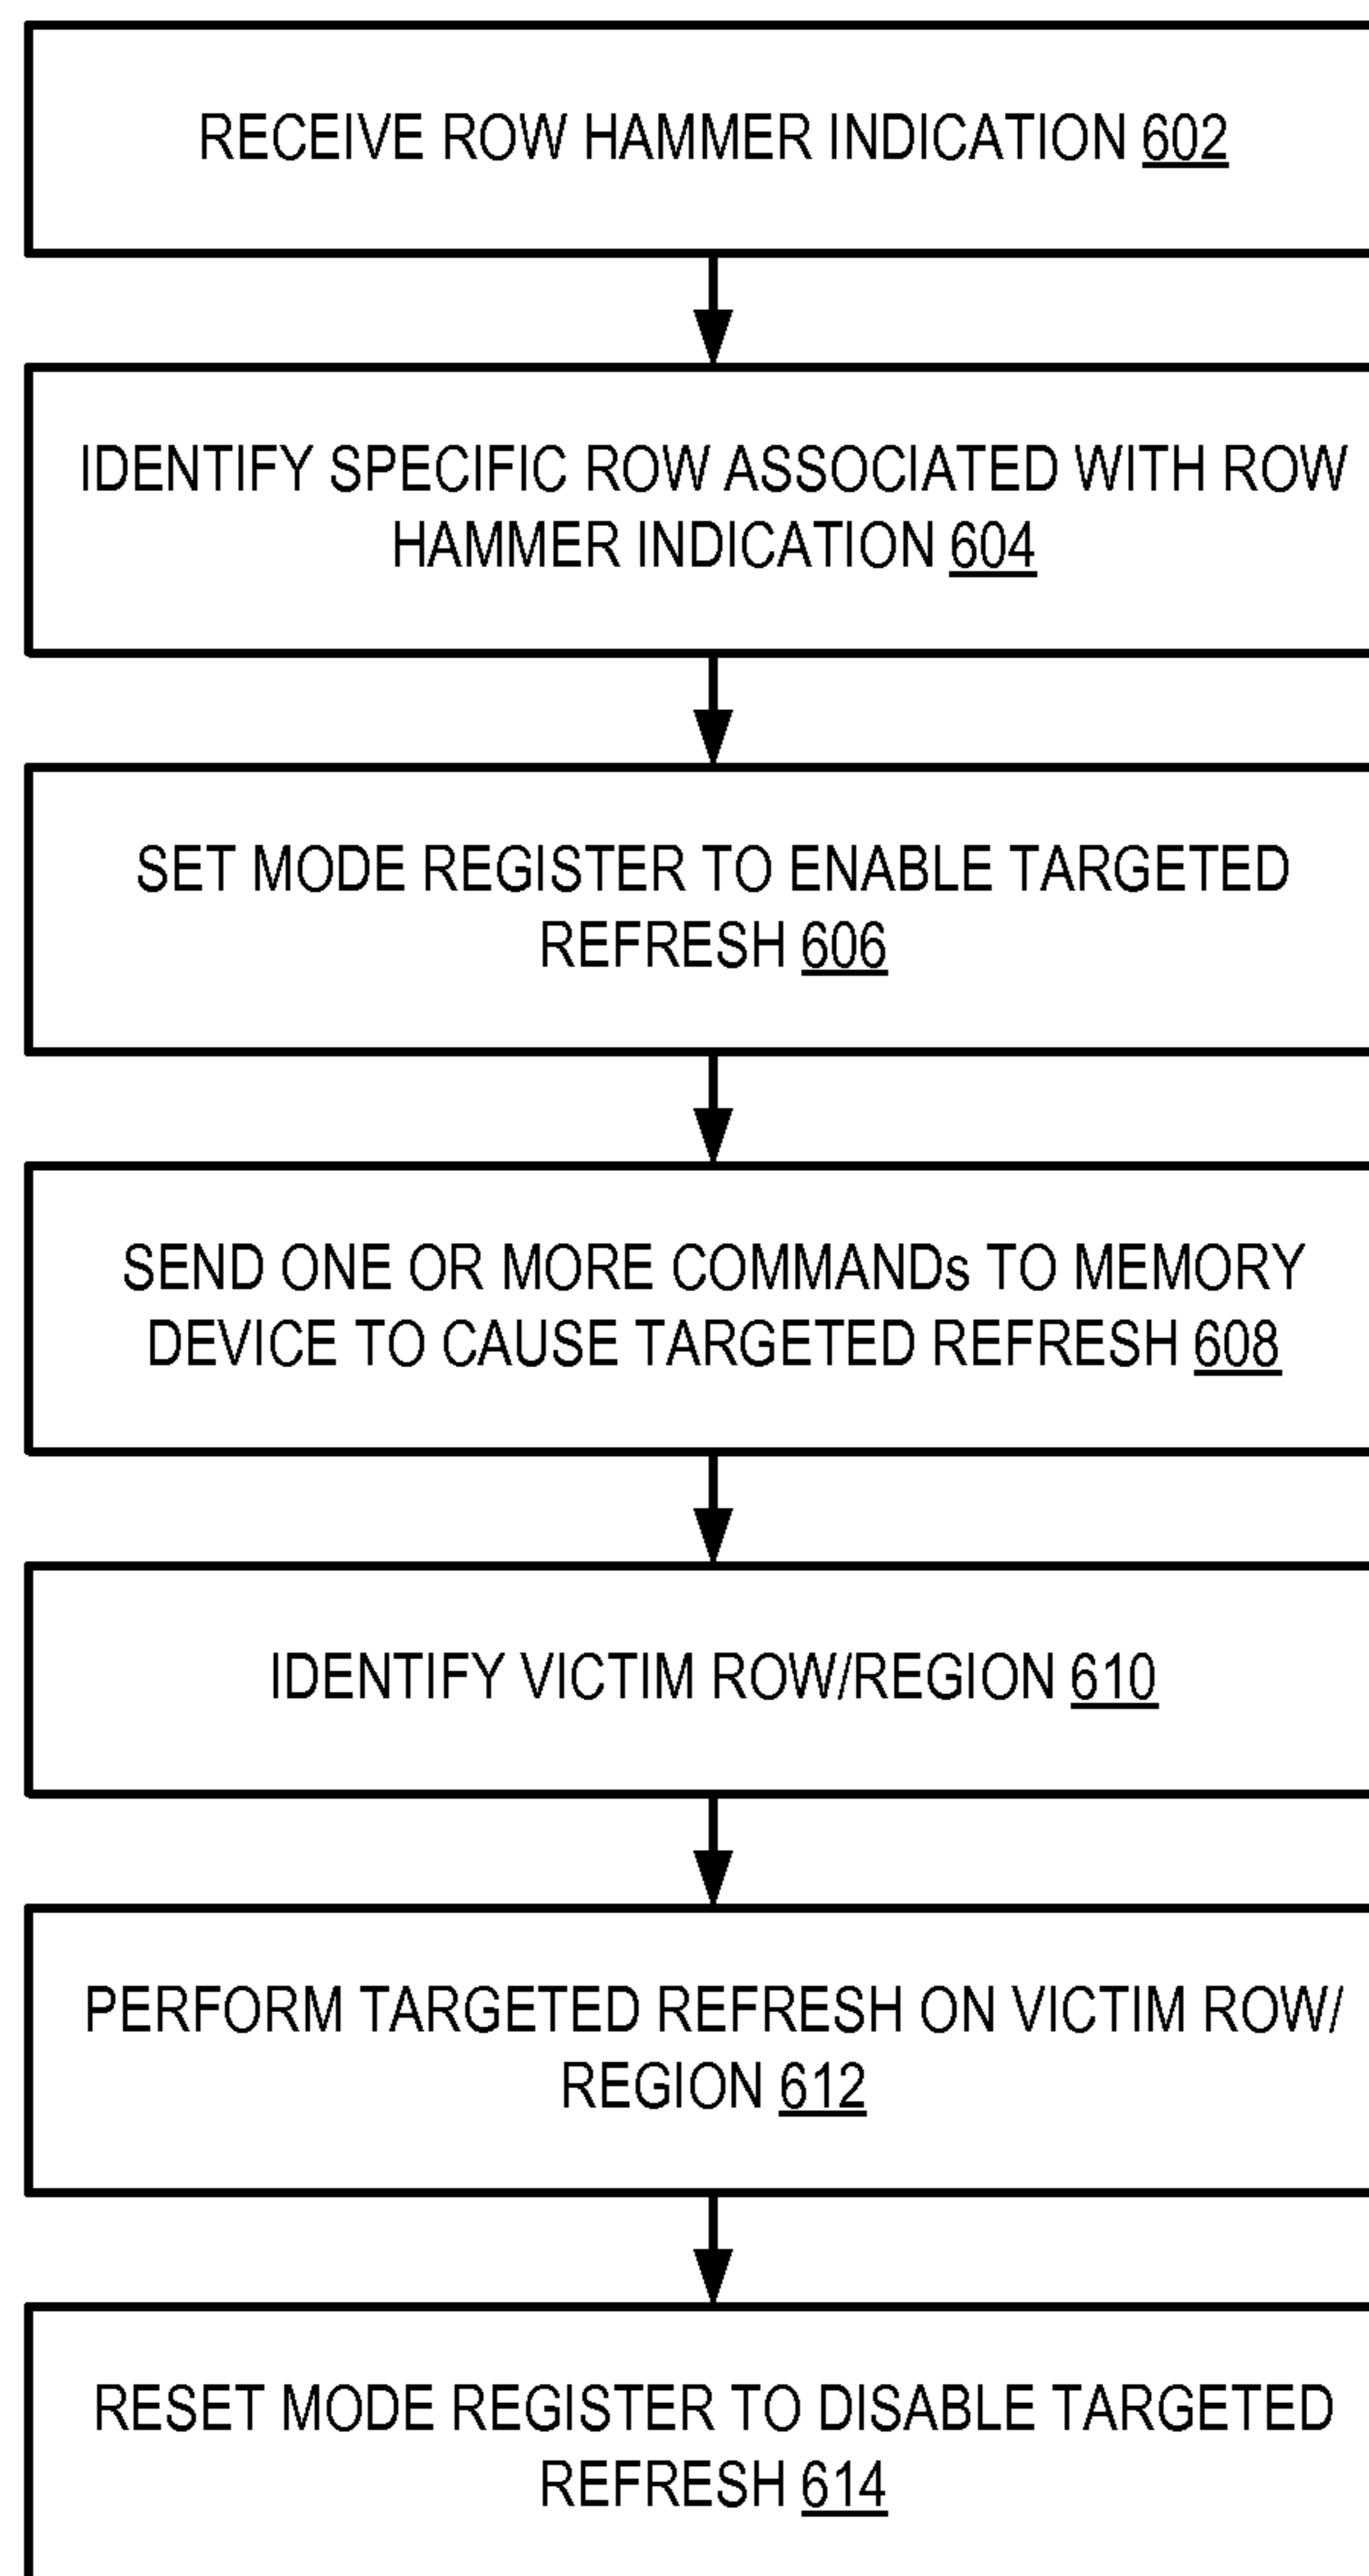 RECEIVE ROW HAMMER INDICATION 602
IDENTIFY SPECIFIC ROW ASSOCIATED WITH ROW
HAMMER INDICATION 604
SET MODE REGISTER TO ENABLE TARGETED
REFRESH 606
SEND ONE OR MORE COMMANDs TO MEMORY
DEVICE TO CAUSE TARGETED REFRESH 608
IDENTIFY VICTIM ROW/REGION 610
PERFORM TARGETED REFRESH ON VICTIM ROW/
REGION 612
RESET MODE REGISTER TO DISABLE TARGETED
REFRESH 614